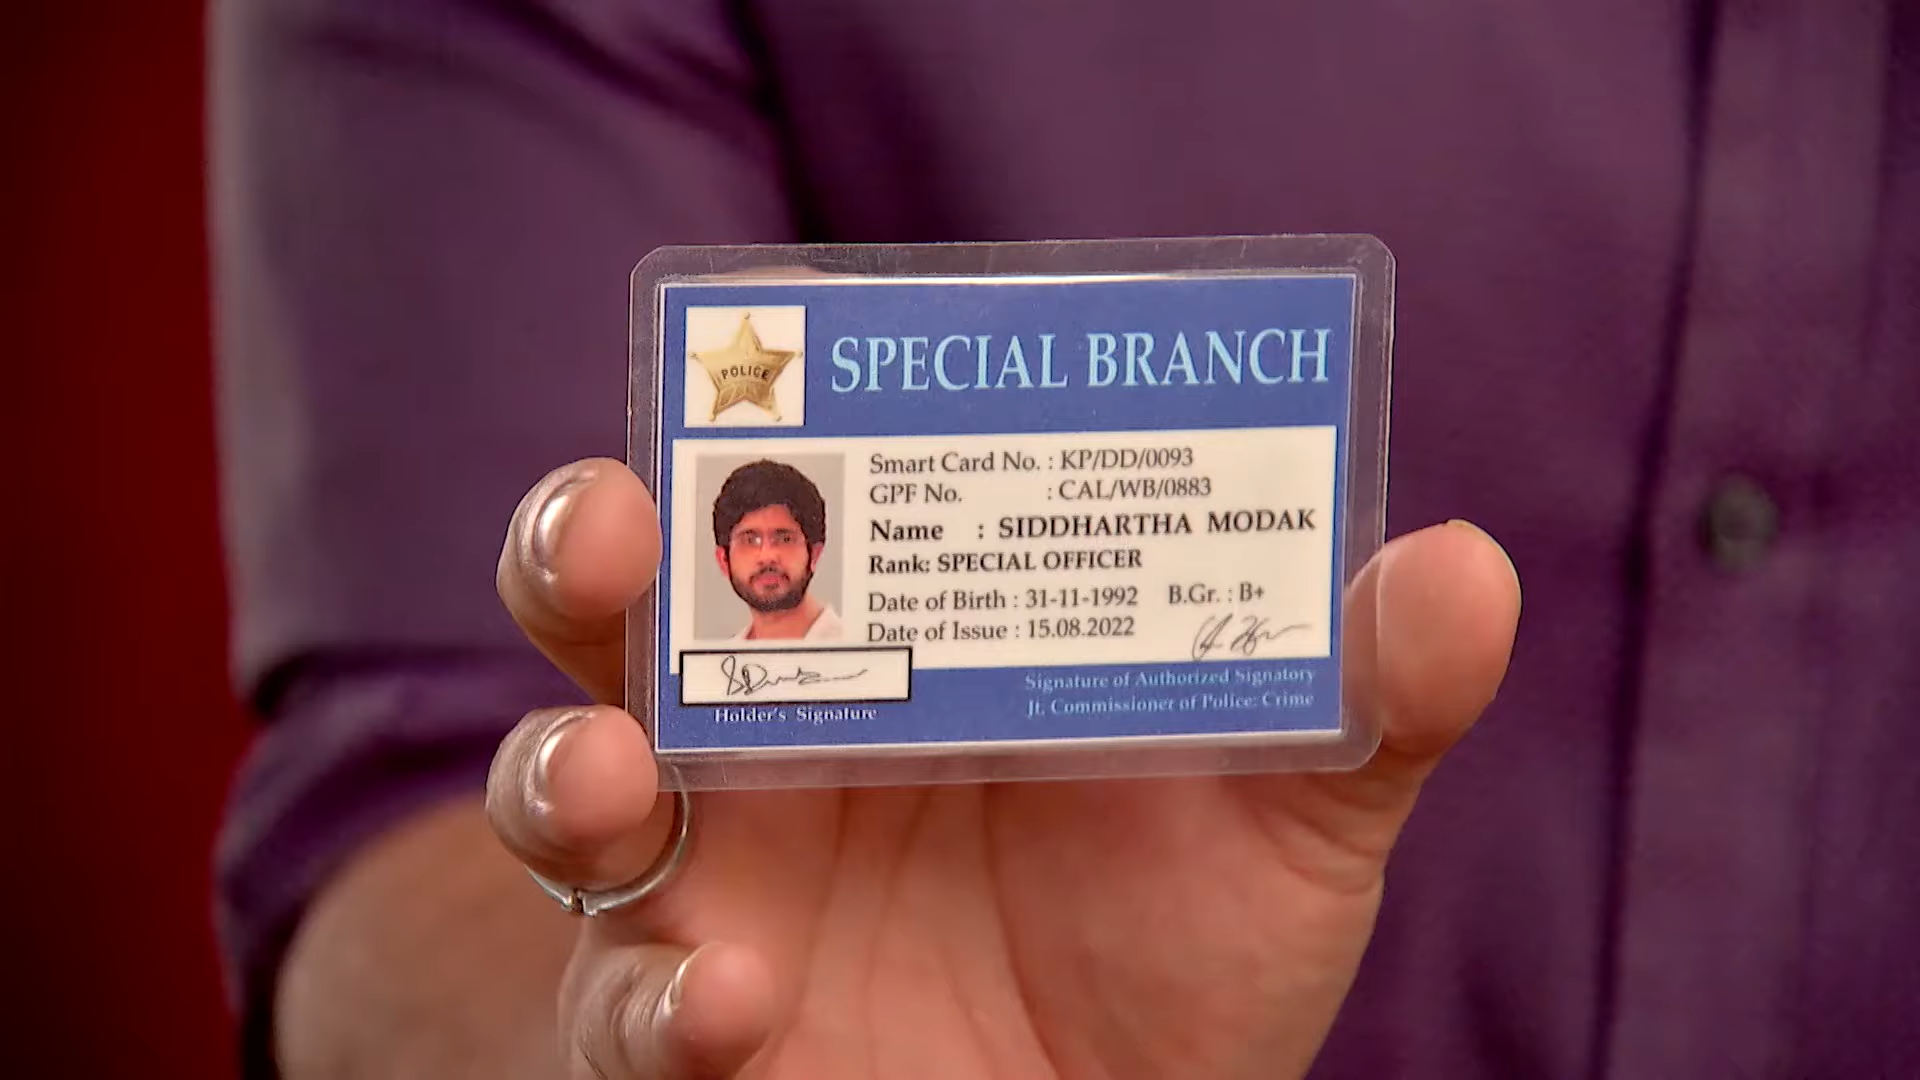 POLICE
SPECIAL BRANCH
Smart Card No. : KP/DD/0093
GPF No. : CAL/WB/0883
Name : SIDDHARTHA MODAK
Rank: SPECIAL OFFICER
Date of Birth : 31-11-1992 B.Gr. : B+
Date of Issue : 15.08.2022
Holder's Signature
Signature of Authorized Signatory
Jt. Commissioner of Police: Crime